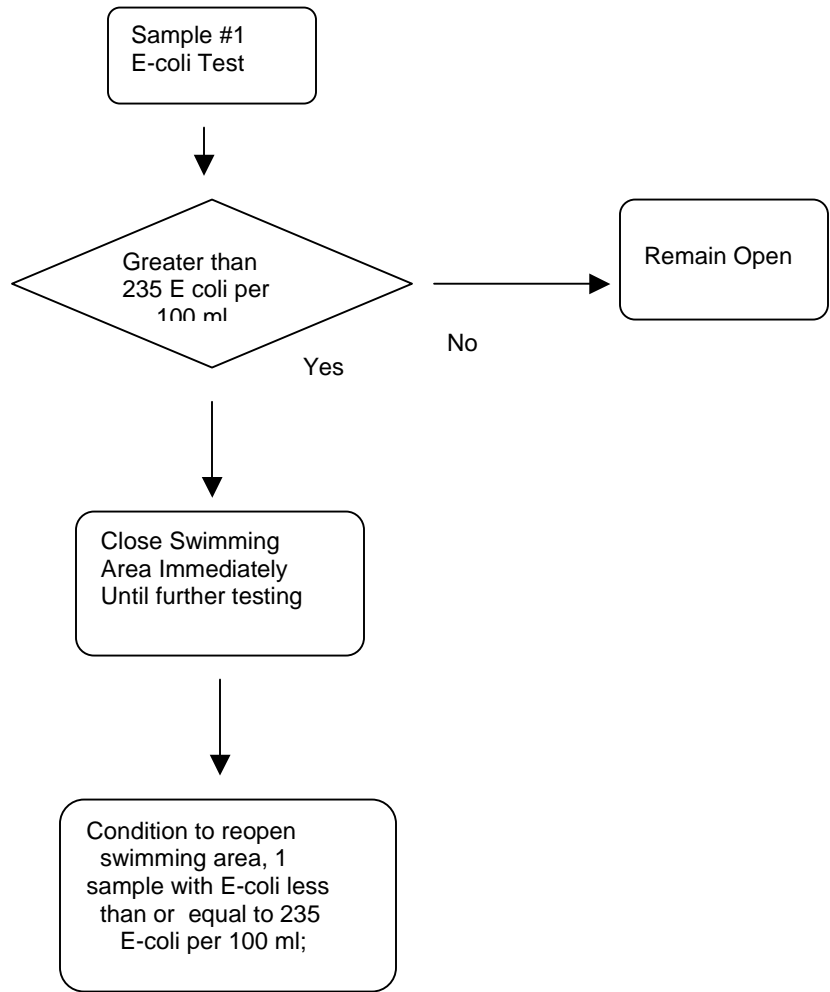 Sample #1
E-coli Test
Greater than
235 E coli per
100 ml
Remain Open
No
Yes
Close Swimming
Area Immediately
Until further testing
Condition to reopen
swimming area, 1
sample with E-coli less
than or equal to 235
E-coli per 100 ml;